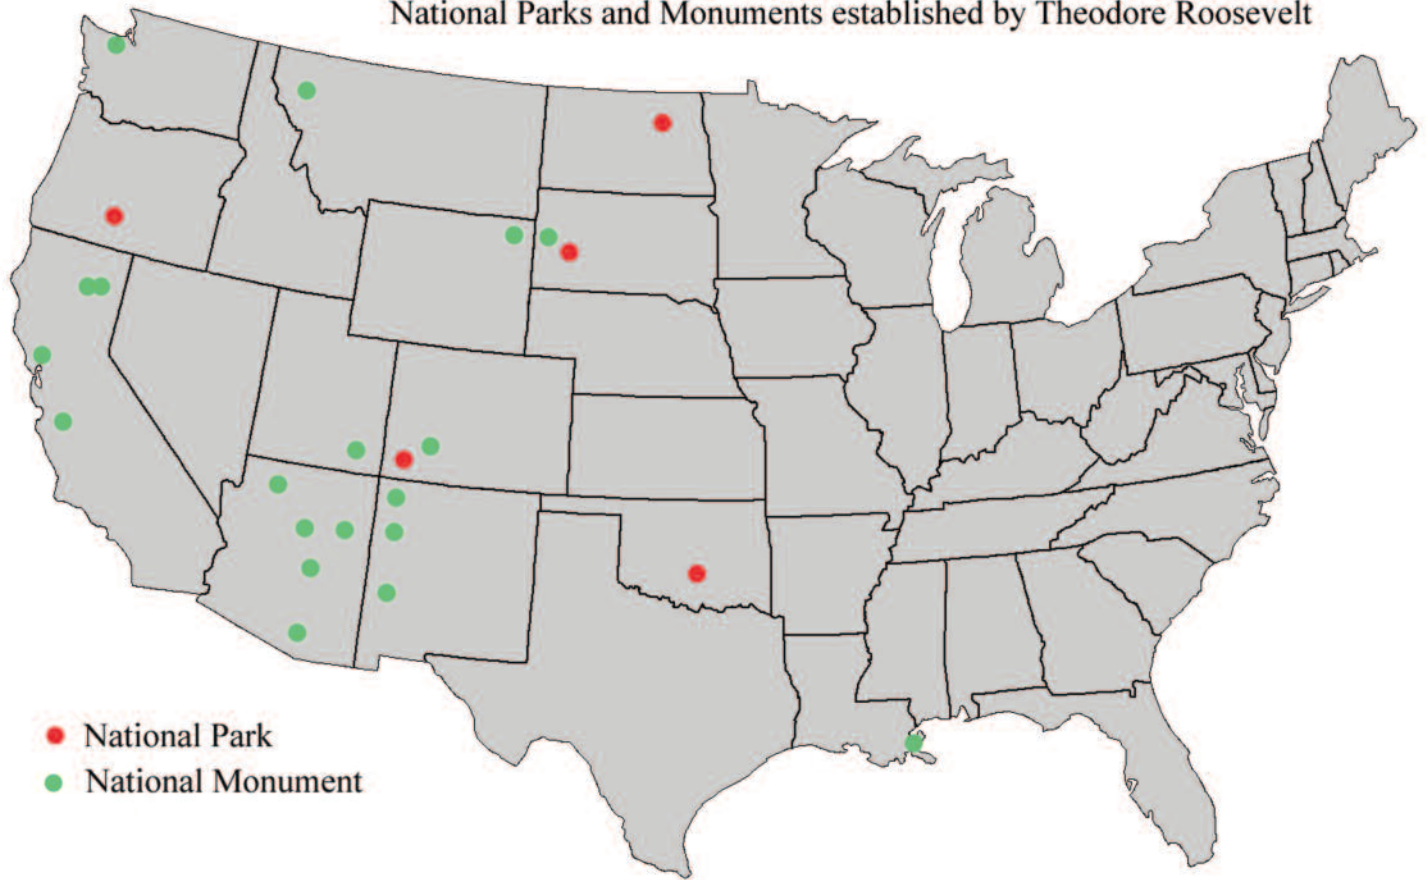 National Parks and Monuments established by Theodore Roosevelt
National Park
National Monument